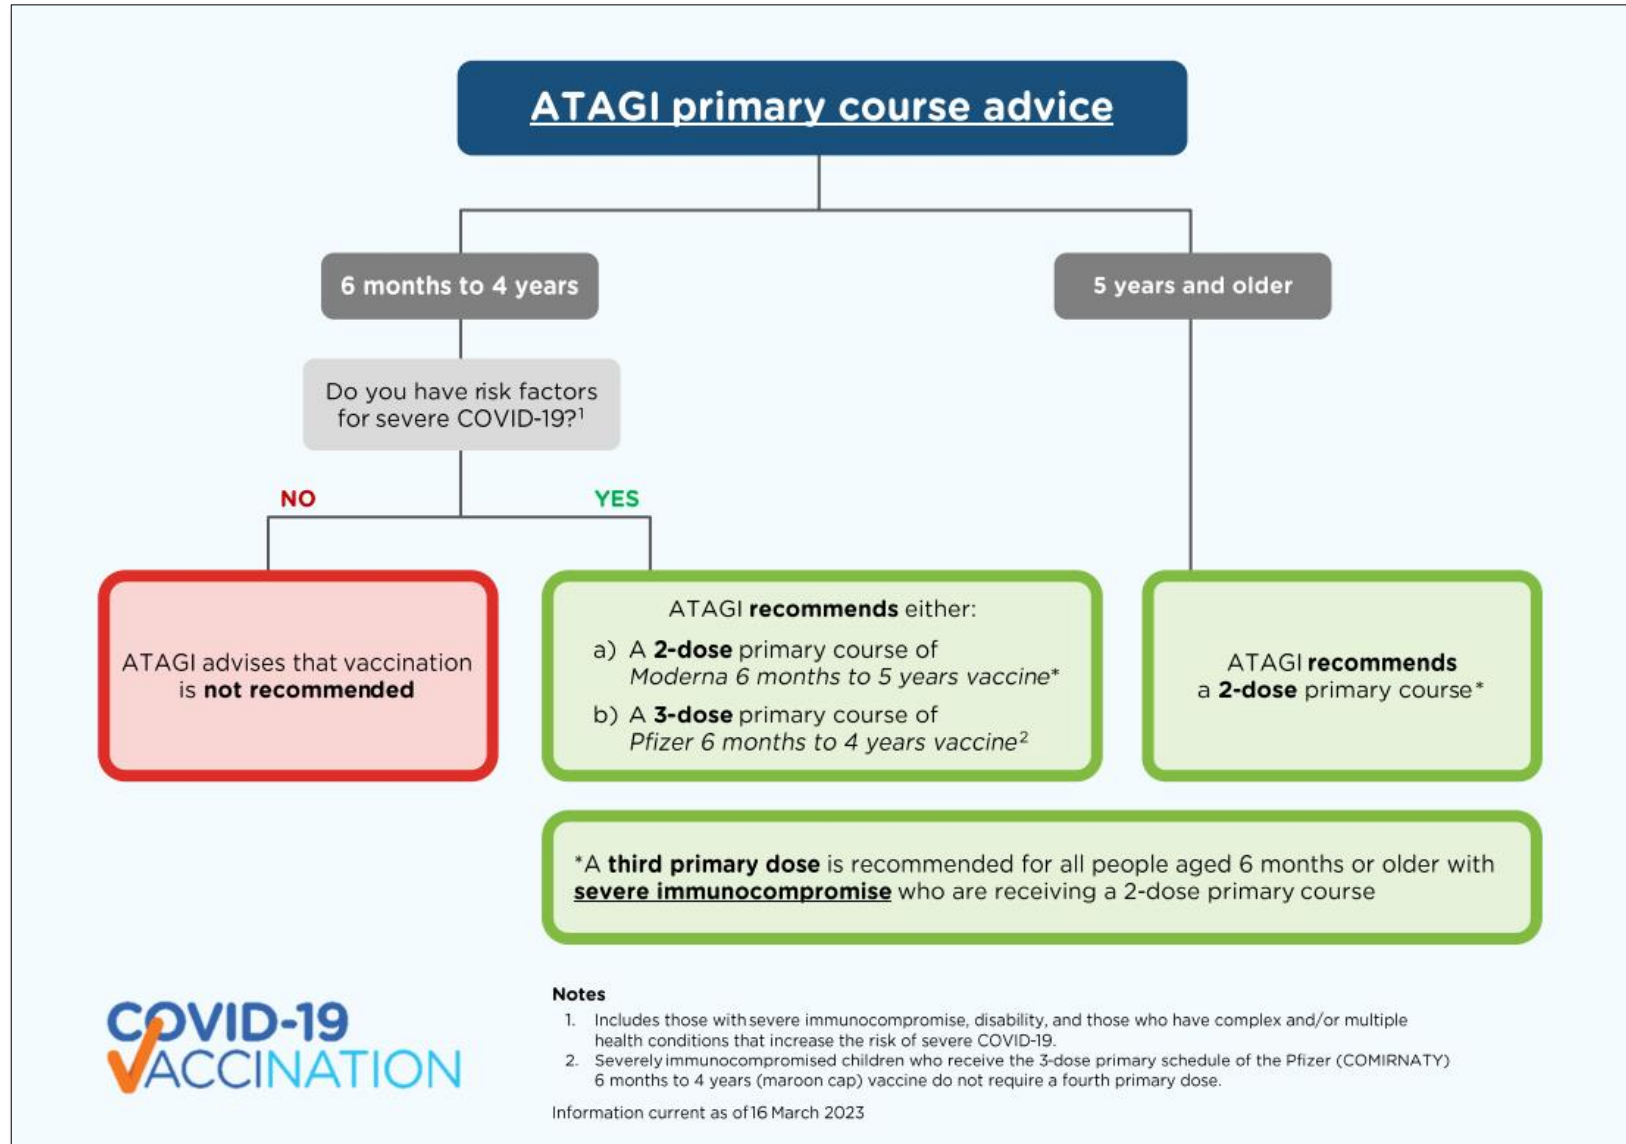 ATAGI primary course advice
6 months to 4 years
5 years and older
Do you have risk factors
for severe COVID-19?¹
NO
YES
ATAGI advises that vaccination
is not recommended
ATAGI recommends either:
a) A 2-dose primary course of
Moderna 6 months to 5 years vaccine*
b) A 3-dose primary course of
Pfizer 6 months to 4 years vaccine²
ATAGI recommends
a 2-dose primary course*
*A third primary dose is recommended for all people aged 6 months or older with
severe immunocompromise who are receiving a 2-dose primary course
COVID-19
VACCINATION
Notes
1. Includes those with severe immunocompromise, disability, and those who have complex and/or multiple
health conditions that increase the risk of severe COVID-19.
2. Severely immunocompromised children who receive the 3-dose primary schedule of the Pfizer (COMIRNATY)
6 months to 4 years (maroon cap) vaccine do not require a fourth primary dose.
Information current as of 16 March 2023